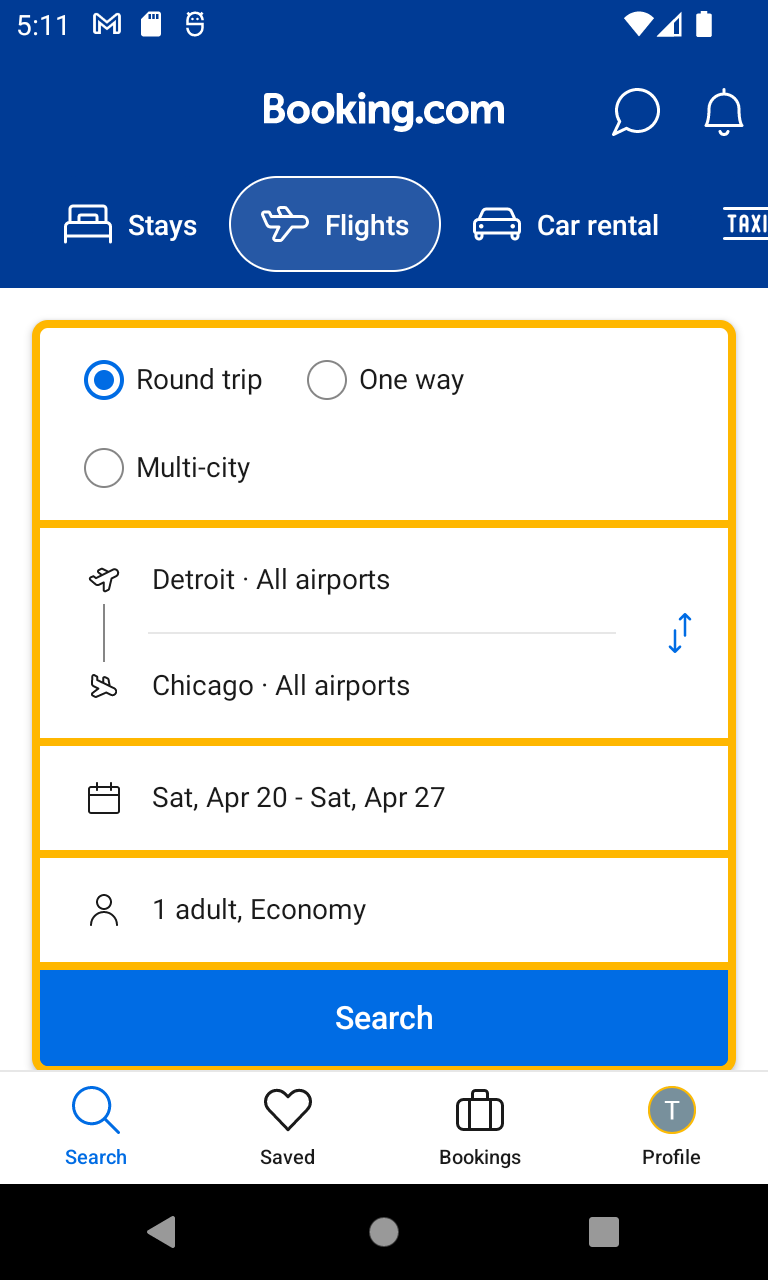 5:11
Booking.com
Stays
Flights
Car rental
TAXI
Round trip
One way
Multi-city
Detroit · All airports
Chicago · All airports
Sat, Apr 20 - Sat, Apr 27
1 adult, Economy
Search
Search
Saved
Bookings
T
Profile